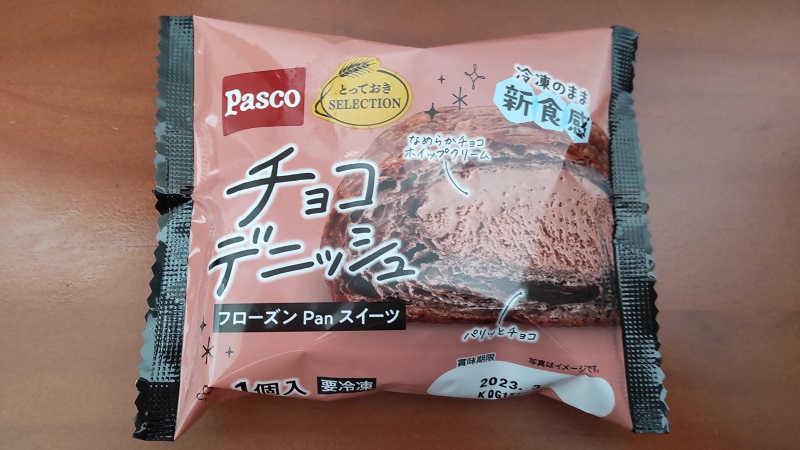 Pasco
とっておき
SELECTION
冷凍のまま
新食感
なめらかチョコ
ホイップクリーム
チョコ
デニッシュ
フローズン Pan スイーツ
パリッとチョコ
1個入
要冷凍
賞味期限
写真はイメージです。
2023.